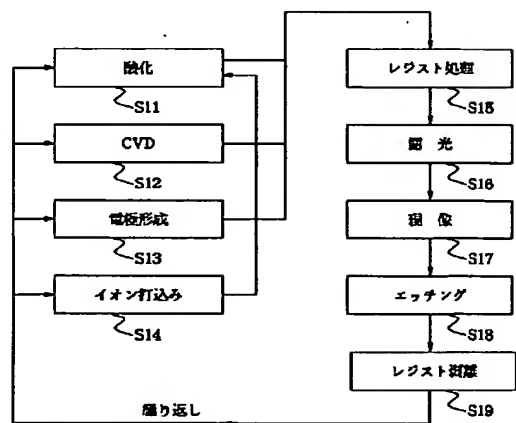 酸化
S11
CVD
S12
電極形成
S13
イオン打込み
S14
レジスト処理
S15
露光
S16
現像
S17
エッチング
S18
レジスト剥離
S19
繰り返し